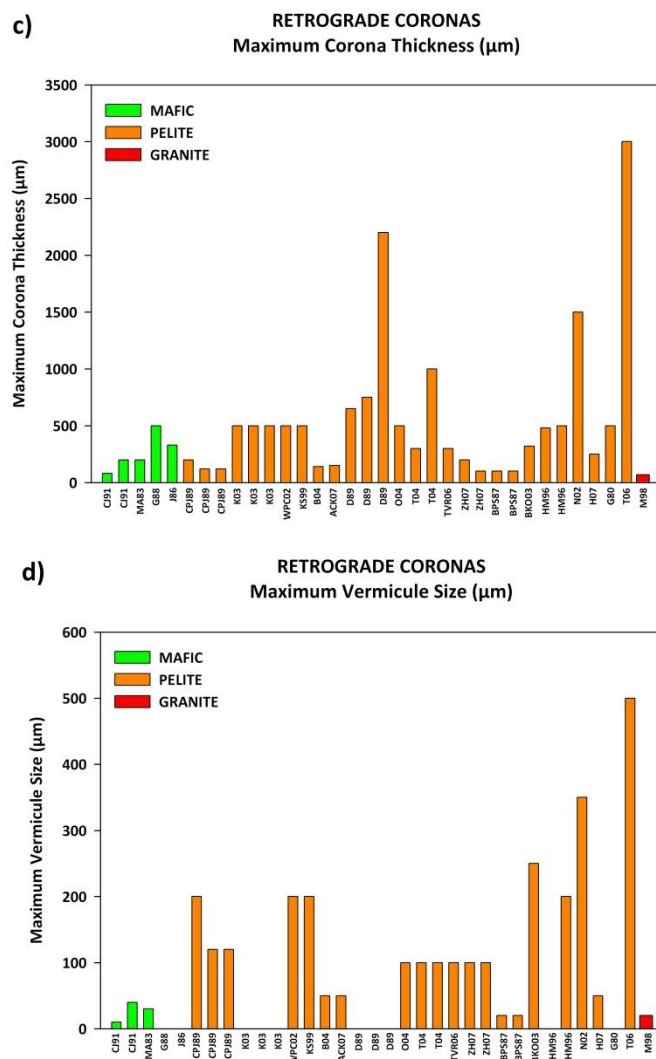 c)
RETROGRADE CORONAS
Maximum Corona Thickness (µm)
Maximum Corona Thickness (µm)
3500
3000
2500
2000
1500
1000
500
0
MAFIC
PELITE
GRANITE
CJ91 CJ91 MA83 G88 J86 CPJ89 CPJ89 CPJ89 K03 K03 K03 WPC02 KS99 B04 ACK07 D89 D89 D89 O04 T04 T04 TVR06 ZH07 ZH07 BPS87 BPS87 BKO03 HM96 HM96 N02 H07 G80 T06 M98
d)
RETROGRADE CORONAS
Maximum Vermicule Size (µm)
Maximum Vermicule Size (µm)
600
500
400
300
200
100
0
MAFIC
PELITE
GRANITE
CJ91 CJ91 MA83 G88 J86 CPJ89 CPJ89 CPJ89 K03 K03 K03 WPC02 KS99 B04 ACK07 D89 D89 D89 O04 T04 T04 TVR06 ZH07 ZH07 BPS87 BPS87 BKO03 HM96 HM96 N02 H07 G80 T06 M98